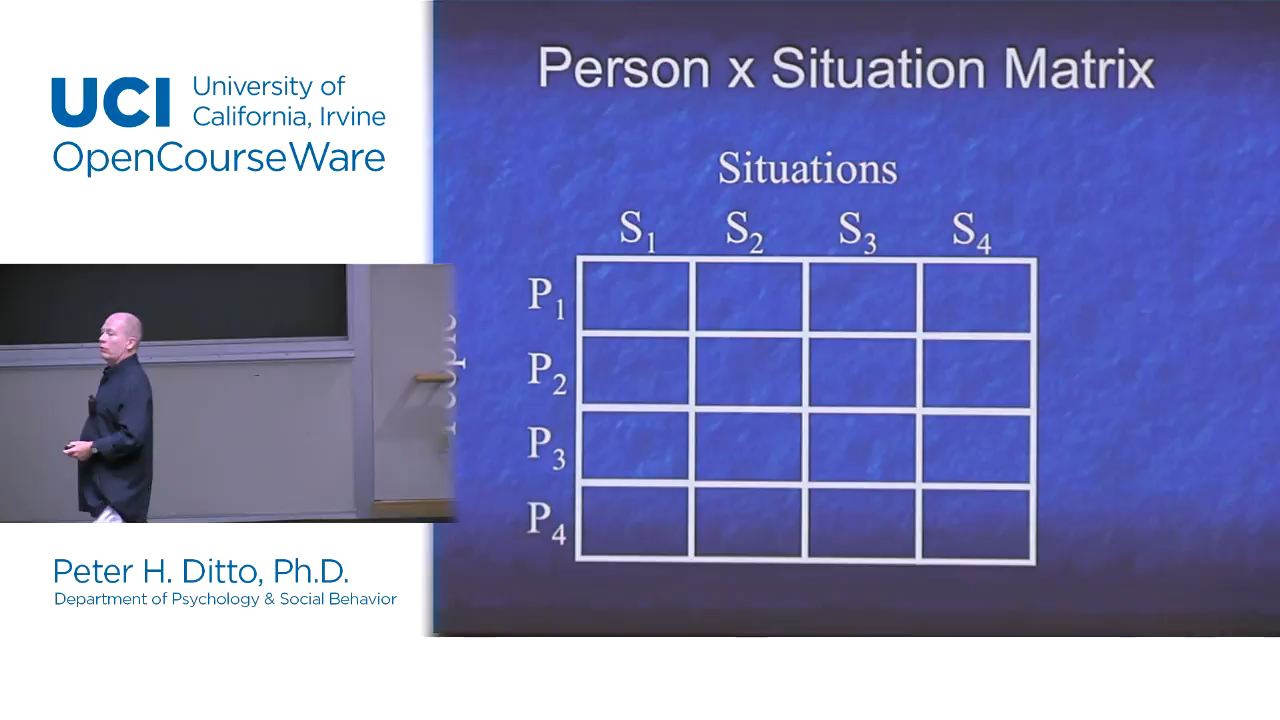 UCI University of
California, Irvine
OpenCourseWare
Peter H. Ditto, Ph.D.
Department of Psychology & Social Behavior
Person x Situation Matrix
Situations
S1 S2 S3 S4
P1
P2
P3
P4